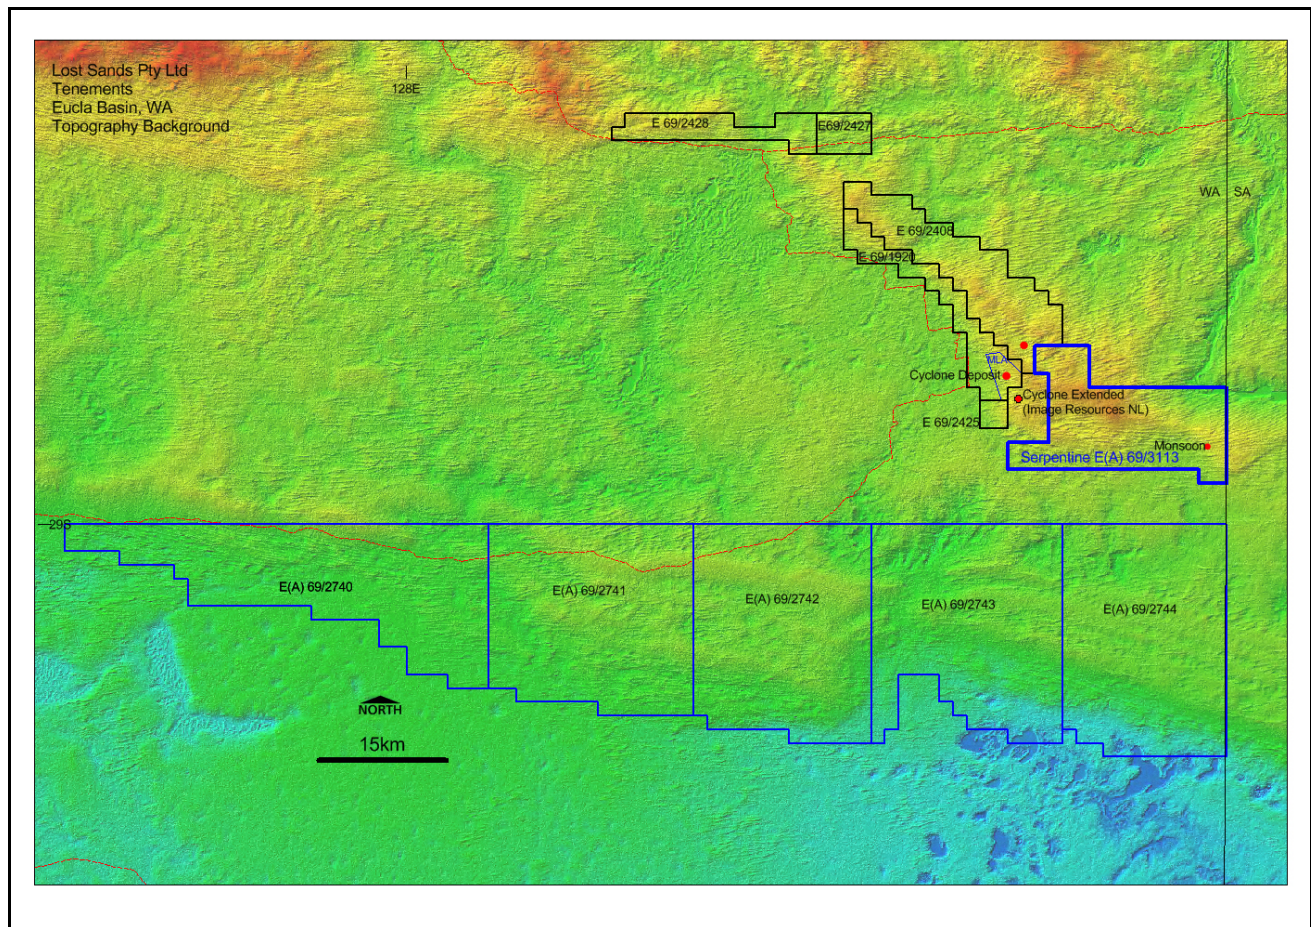 Lost Sands Pty Ltd
Tenements
Eucla Basin, WA
Topography Background
128E
E 69/2428
E69/2427
WA
SA
E 69/2408
E 69/1920
MLA
Cyclone Deposit
Cyclone Extended
(Image Resources NL)
E 69/2425
Monsoon
Serpentine E(A) 69/3113
29S
E(A) 69/2740
E(A) 69/2741
E(A) 69/2742
E(A) 69/2743
E(A) 69/2744
NORTH
15km